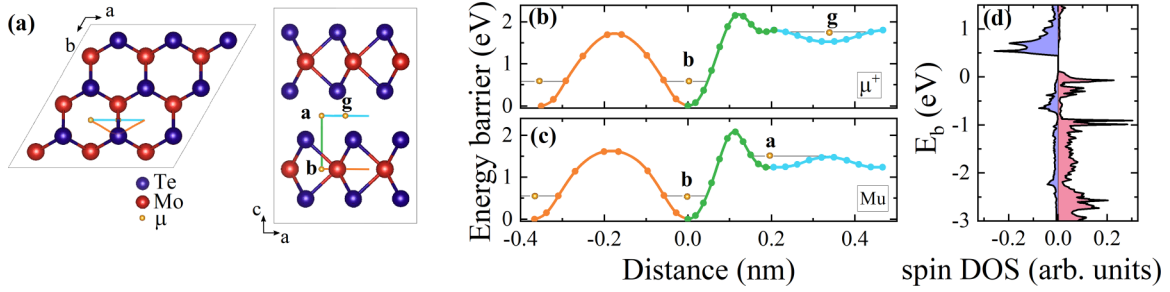 (a)
a
b
Te
Mo
μ
a
g
b
c
a
(b)
g
b
μ+
2
1
0
Energy barrier (eV)
(c)
a
b
Mu
2
1
0
-0.4 -0.2 0.0 0.2 0.4
Distance (nm)
(d)
1
0
-1
-2
-3
E_b (eV)
-0.2 0.0 0.2
spin DOS (arb. units)